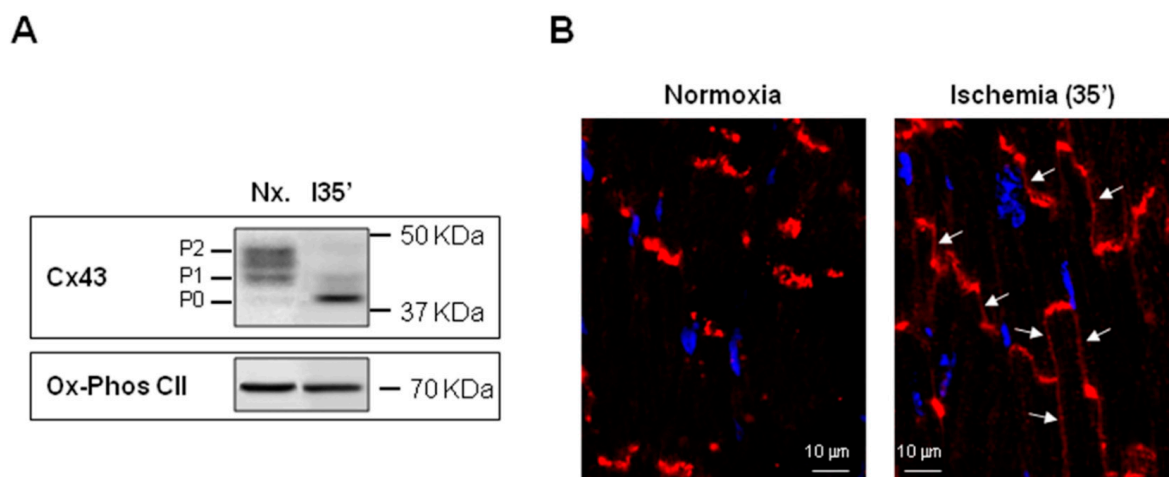 A
Nx. I35’
Cx43
P2
P1
P0
50 KDa
37 KDa
Ox-Phos CII
70 KDa
B
Normoxia
Ischemia (35’)
10 µm
10 µm